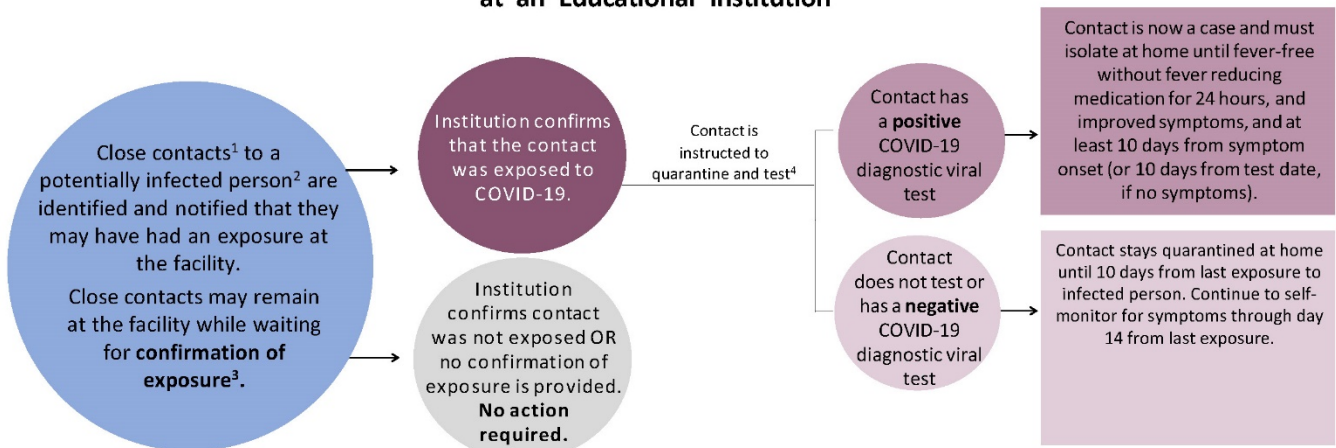 at an Educational Institution
Close contacts¹ to a
potentially infected person² are
identified and notified that they
may have had an exposure at
the facility.
Close contacts may remain
at the facility while waiting
for confirmation of
exposure³.
Institution confirms
that the contact
was exposed to
COVID-19.
Institution
confirms contact
was not exposed OR
no confirmation of
exposure is provided.
No action
required.
Contact is
instructed to
quarantine and test⁴
Contact has
a positive
COVID-19
diagnostic viral
test
Contact is now a case and must
isolate at home until fever-free
without fever reducing
medication for 24 hours, and
improved symptoms, and at
least 10 days from symptom
onset (or 10 days from test date,
if no symptoms).
Contact
does not test or
has a negative
COVID-19
diagnostic viral
test
Contact stays quarantined at home
until 10 days from last exposure to
infected person. Continue to self-
monitor for symptoms through day
14 from last exposure.